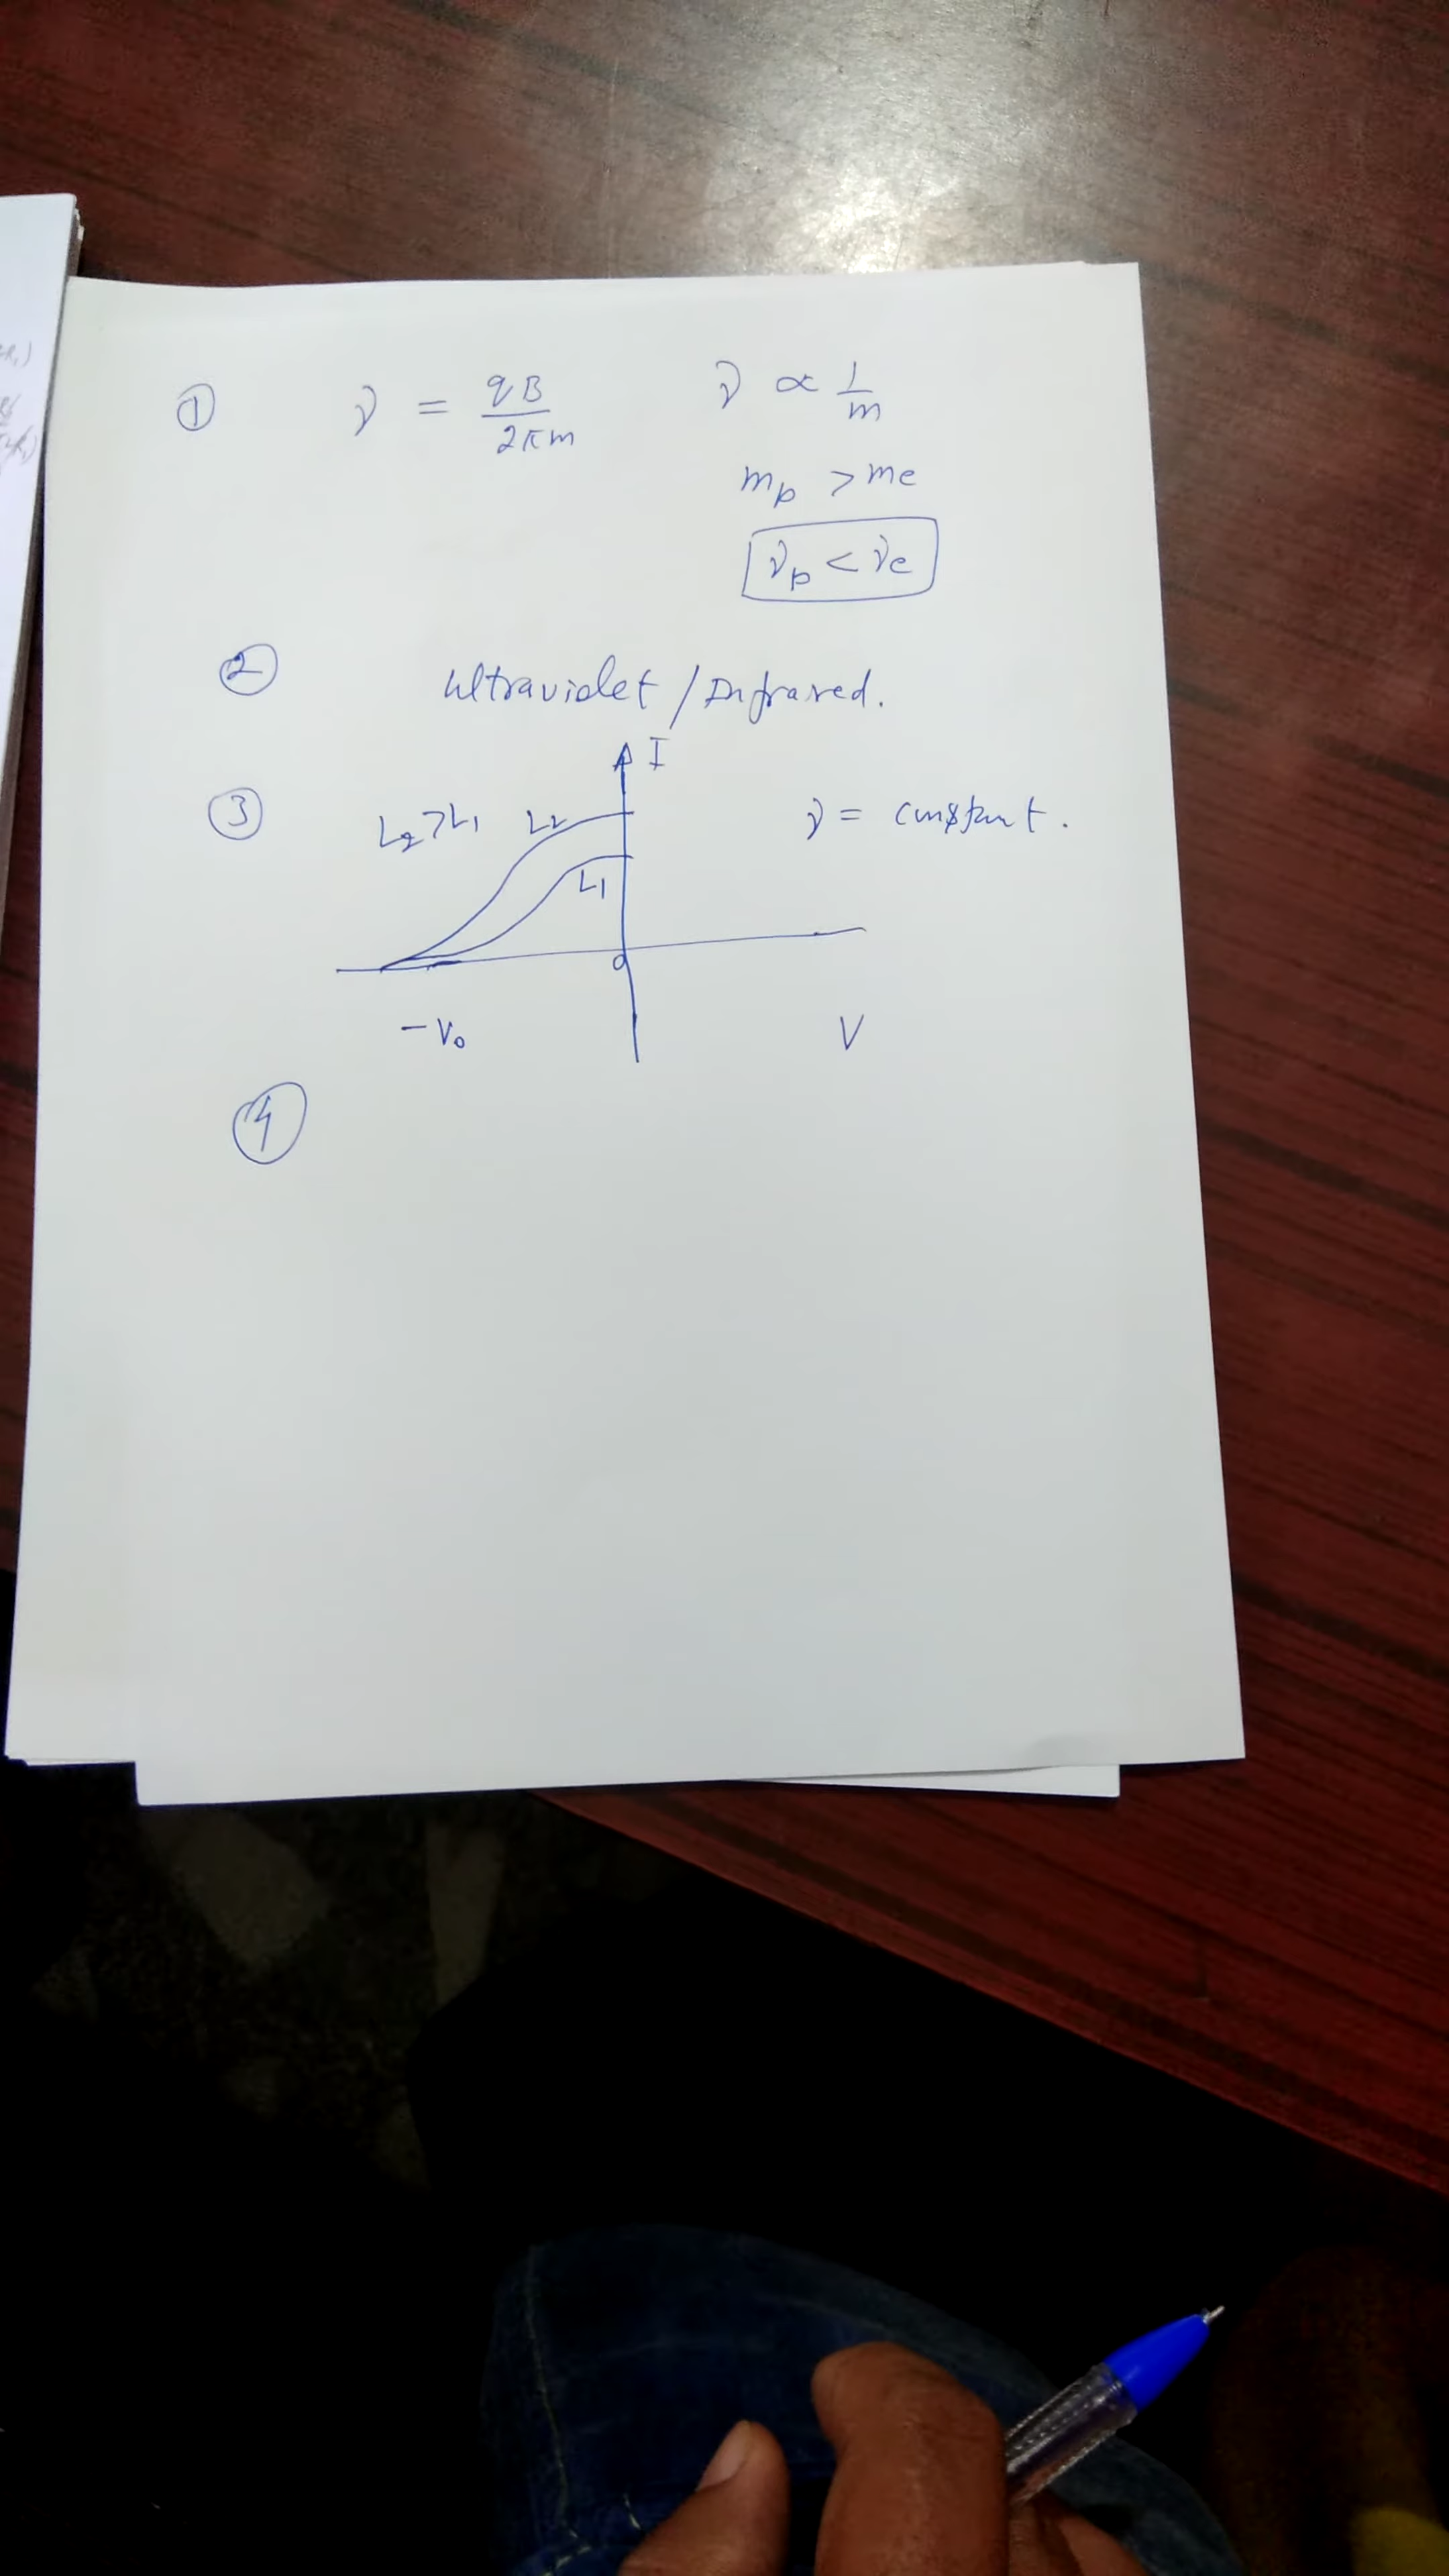 ① ν = qB / 2πm   ν ∝ 1/m
mp > me
νp < νe
② Ultraviolet / Infrared.
I
③ L2 > L1   L2   ν = constant.
L1
0
- V0   V
④